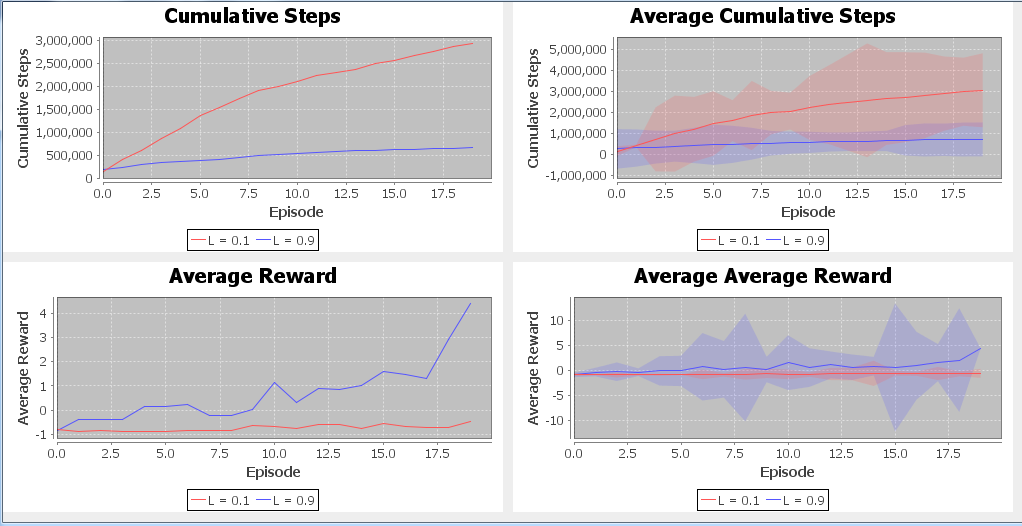 Cumulative Steps
Cumulative Steps
3,000,000
2,500,000
2,000,000
1,500,000
1,000,000
500,000
0
0.0 2.5 5.0 7.5 10.0 12.5 15.0 17.5
Episode
L = 0.1 L = 0.9
Average Cumulative Steps
Cumulative Steps
5,000,000
4,000,000
3,000,000
2,000,000
1,000,000
0
-1,000,000
0.0 2.5 5.0 7.5 10.0 12.5 15.0 17.5
Episode
L = 0.1 L = 0.9
Average Reward
Average Reward
4
3
2
1
0
-1
0.0 2.5 5.0 7.5 10.0 12.5 15.0 17.5
Episode
L = 0.1 L = 0.9
Average Average Reward
Average Reward
10
5
0
-5
-10
0.0 2.5 5.0 7.5 10.0 12.5 15.0 17.5
Episode
L = 0.1 L = 0.9